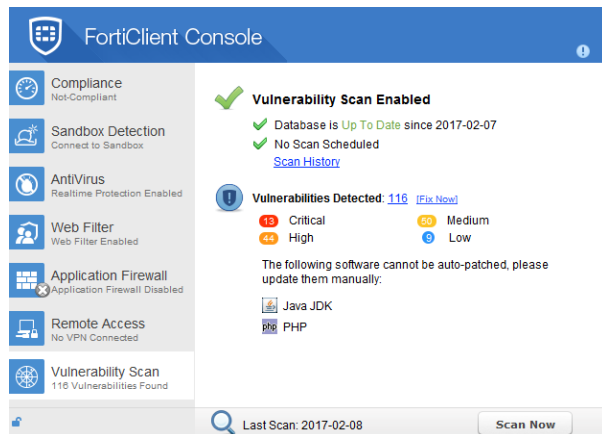 FortiClient Console
Compliance
Not-Compliant
Sandbox Detection
Connect to Sandbox
AntiVirus
Realtime Protection Enabled
Web Filter
Web Filter Enabled
Application Firewall
Application Firewall Disabled
Remote Access
No VPN Connected
Vulnerability Scan
116 Vulnerabilities Found
Vulnerability Scan Enabled
Database is Up To Date since 2017-02-07
No Scan Scheduled
Scan History
Vulnerabilities Detected: 116 [Fix Now]
13 Critical 50 Medium
44 High 9 Low
The following software cannot be auto-patched, please
update them manually:
Java JDK
php PHP
Last Scan: 2017-02-08 Scan Now